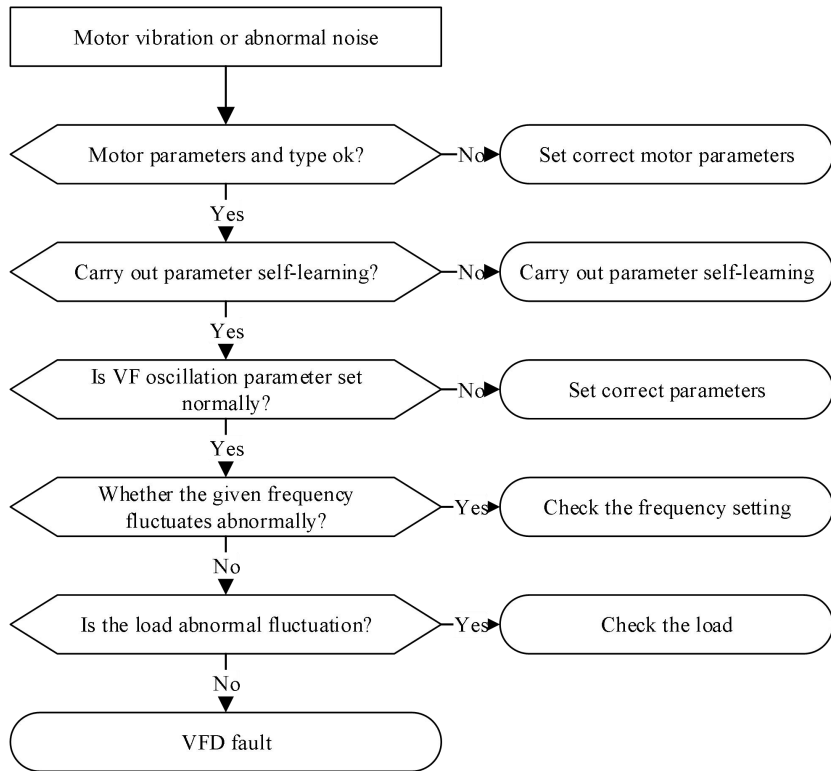 Motor vibration or abnormal noise
Motor parameters and type ok?
No
Set correct motor parameters
Yes
Carry out parameter self-learning?
No
Carry out parameter self-learning
Yes
Is VF oscillation parameter set
normally?
No
Set correct parameters
Yes
Whether the given frequency
fluctuates abnormally?
Yes
Check the frequency setting
No
Is the load abnormal fluctuation?
Yes
Check the load
No
VFD fault